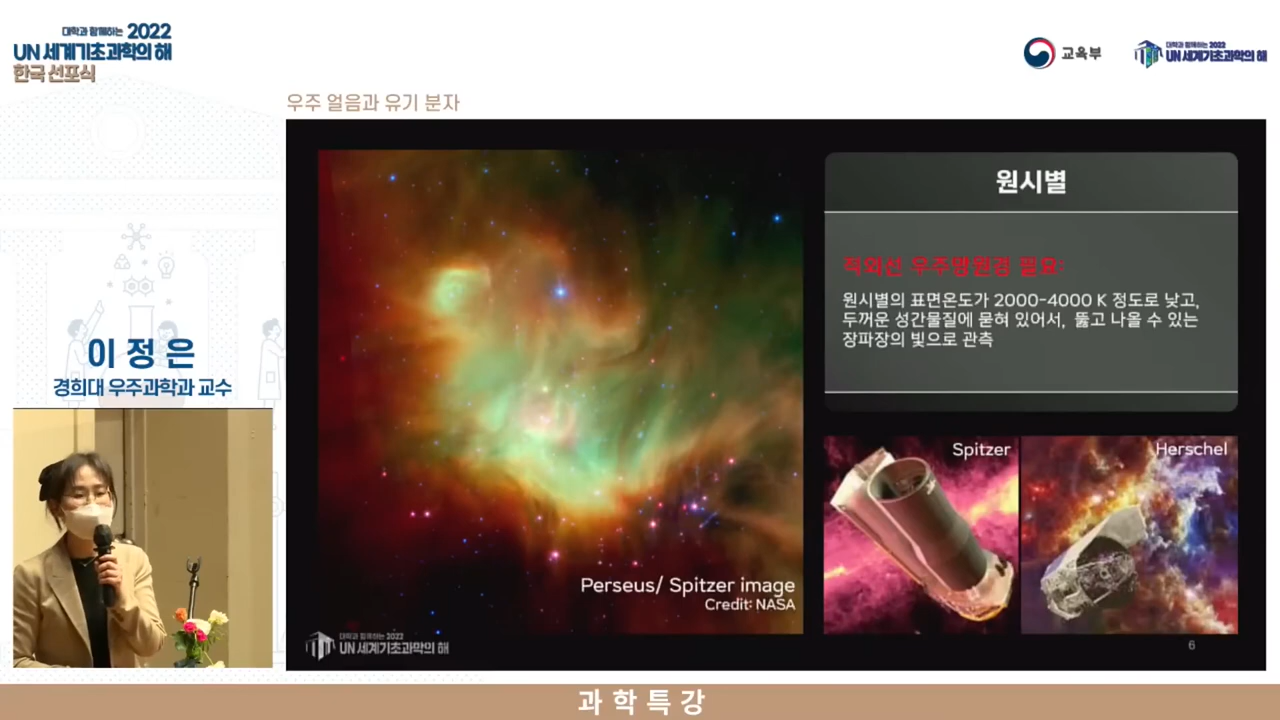 대학과 함께하는 2022
UN 세계기초과학의 해
한국 선포식
교육부
대학과 함께하는 2022
UN 세계기초과학의 해
우주 얼음과 유기 분자
원시별
적외선 우주망원경 필요:
원시별의 표면온도가 2000-4000 K 정도로 낮고,
두꺼운 성간물질에 묻혀 있어서, 뚫고 나올 수 있는
장파장의 빛으로 관측
이 정 은
경희대 우주과학과 교수
Spitzer
Herschel
Perseus/ Spitzer image
Credit: NASA
대학과 함께하는 2022
UN 세계기초과학의 해
6
과 학 특 강